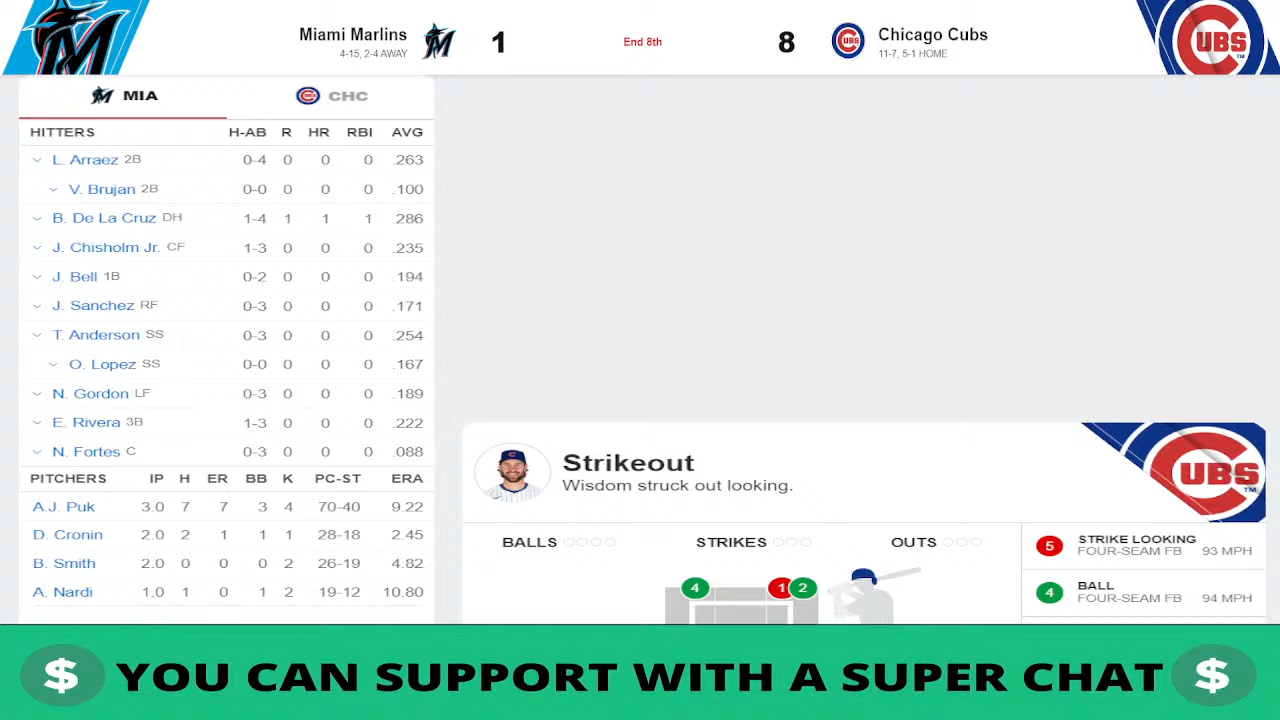 Miami Marlins
4-15, 2-4 AWAY
1
End 8th
8
Chicago Cubs
11-7, 5-1 HOME
CUBS
TM
MIA
CHC
HITTERS H-AB R HR RBI AVG
L. Arraez 2B 0-4 0 0 0 .263
V. Brujan 2B 0-0 0 0 0 .100
B. De La Cruz DH 1-4 1 1 1 .286
J. Chisholm Jr. CF 1-3 0 0 0 .235
J. Bell 1B 0-2 0 0 0 .194
J. Sanchez RF 0-3 0 0 0 .171
T. Anderson SS 0-3 0 0 0 .254
O. Lopez SS 0-0 0 0 0 .167
N. Gordon LF 0-3 0 0 0 .189
E. Rivera 3B 1-3 0 0 0 .222
N. Fortes C 0-3 0 0 0 .088
PITCHERS IP H ER BB K PC-ST ERA
A.J. Puk 3.0 7 7 3 4 70-40 9.22
D. Cronin 2.0 2 1 1 1 28-18 2.45
B. Smith 2.0 0 0 0 2 26-19 4.82
A. Nardi 1.0 1 0 1 2 19-12 10.80
Strikeout
Wisdom struck out looking.
CUBS
TM
BALLS STRIKES OUTS
4 1 2
5 STRIKE LOOKING
FOUR-SEAM FB 93 MPH
4 BALL
FOUR-SEAM FB 94 MPH
$ YOU CAN SUPPORT WITH A SUPER CHAT $